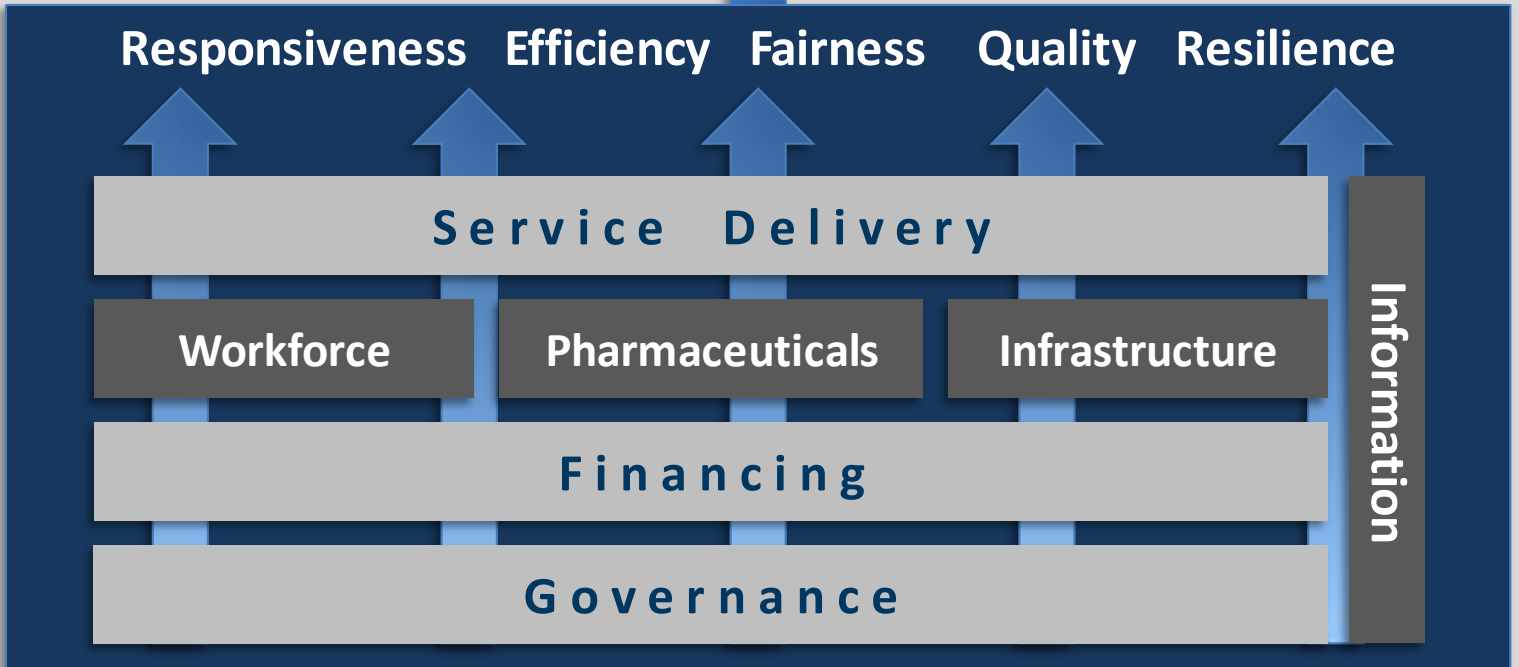 Responsiveness Efficiency Fairness Quality Resilience
Service Delivery
Workforce Pharmaceuticals Infrastructure
Financing
Governance
Information